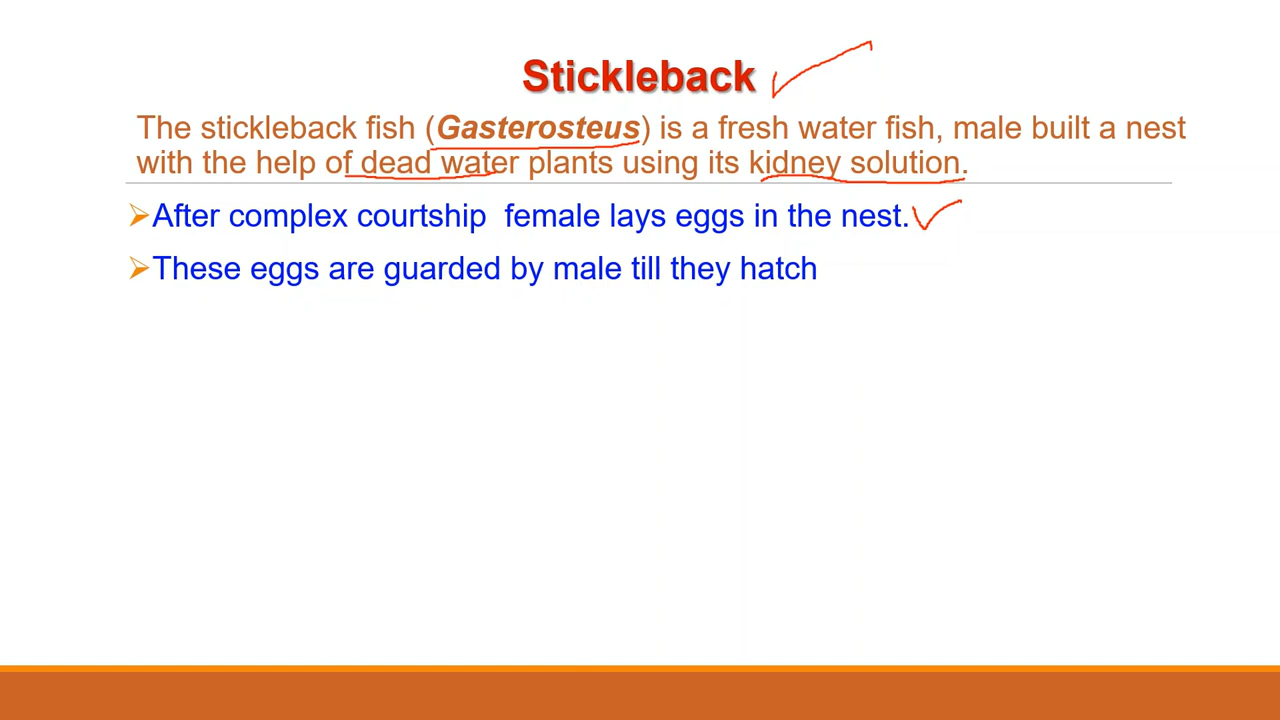 Stickleback
The stickleback fish (Gasterosteus) is a fresh water fish, male built a nest
with the help of dead water plants using its kidney solution.
After complex courtship female lays eggs in the nest.
These eggs are guarded by male till they hatch